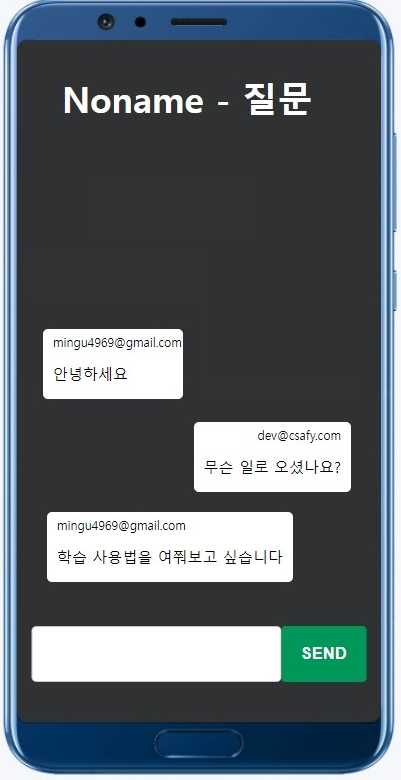 Noname - 질문
mingu4969@gmail.com
안녕하세요
dev@csafy.com
무슨 일로 오셨나요?
mingu4969@gmail.com
학습 사용법을 여쭤보고 싶습니다
SEND